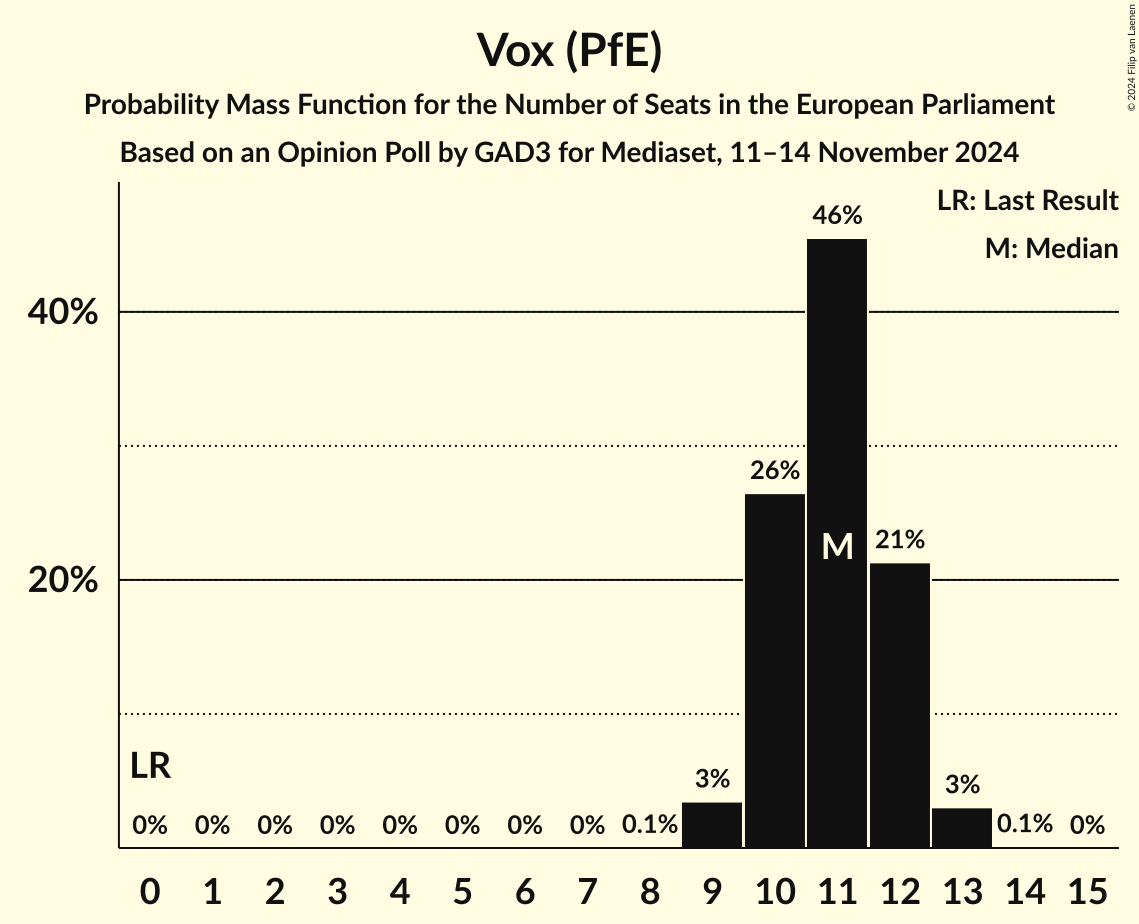 Vox (PfE)
Probability Mass Function for the Number of Seats in the European Parliament
Based on an Opinion Poll by GAD3 for Mediaset, 11–14 November 2024
© 2024 Filip van Laenen
LR: Last Result
M: Median
46%
40%
26%
M
21%
20%
LR
3%
3%
0% 0% 0% 0% 0% 0% 0% 0% 0.1% 0.1% 0%
0 1 2 3 4 5 6 7 8 9 10 11 12 13 14 15